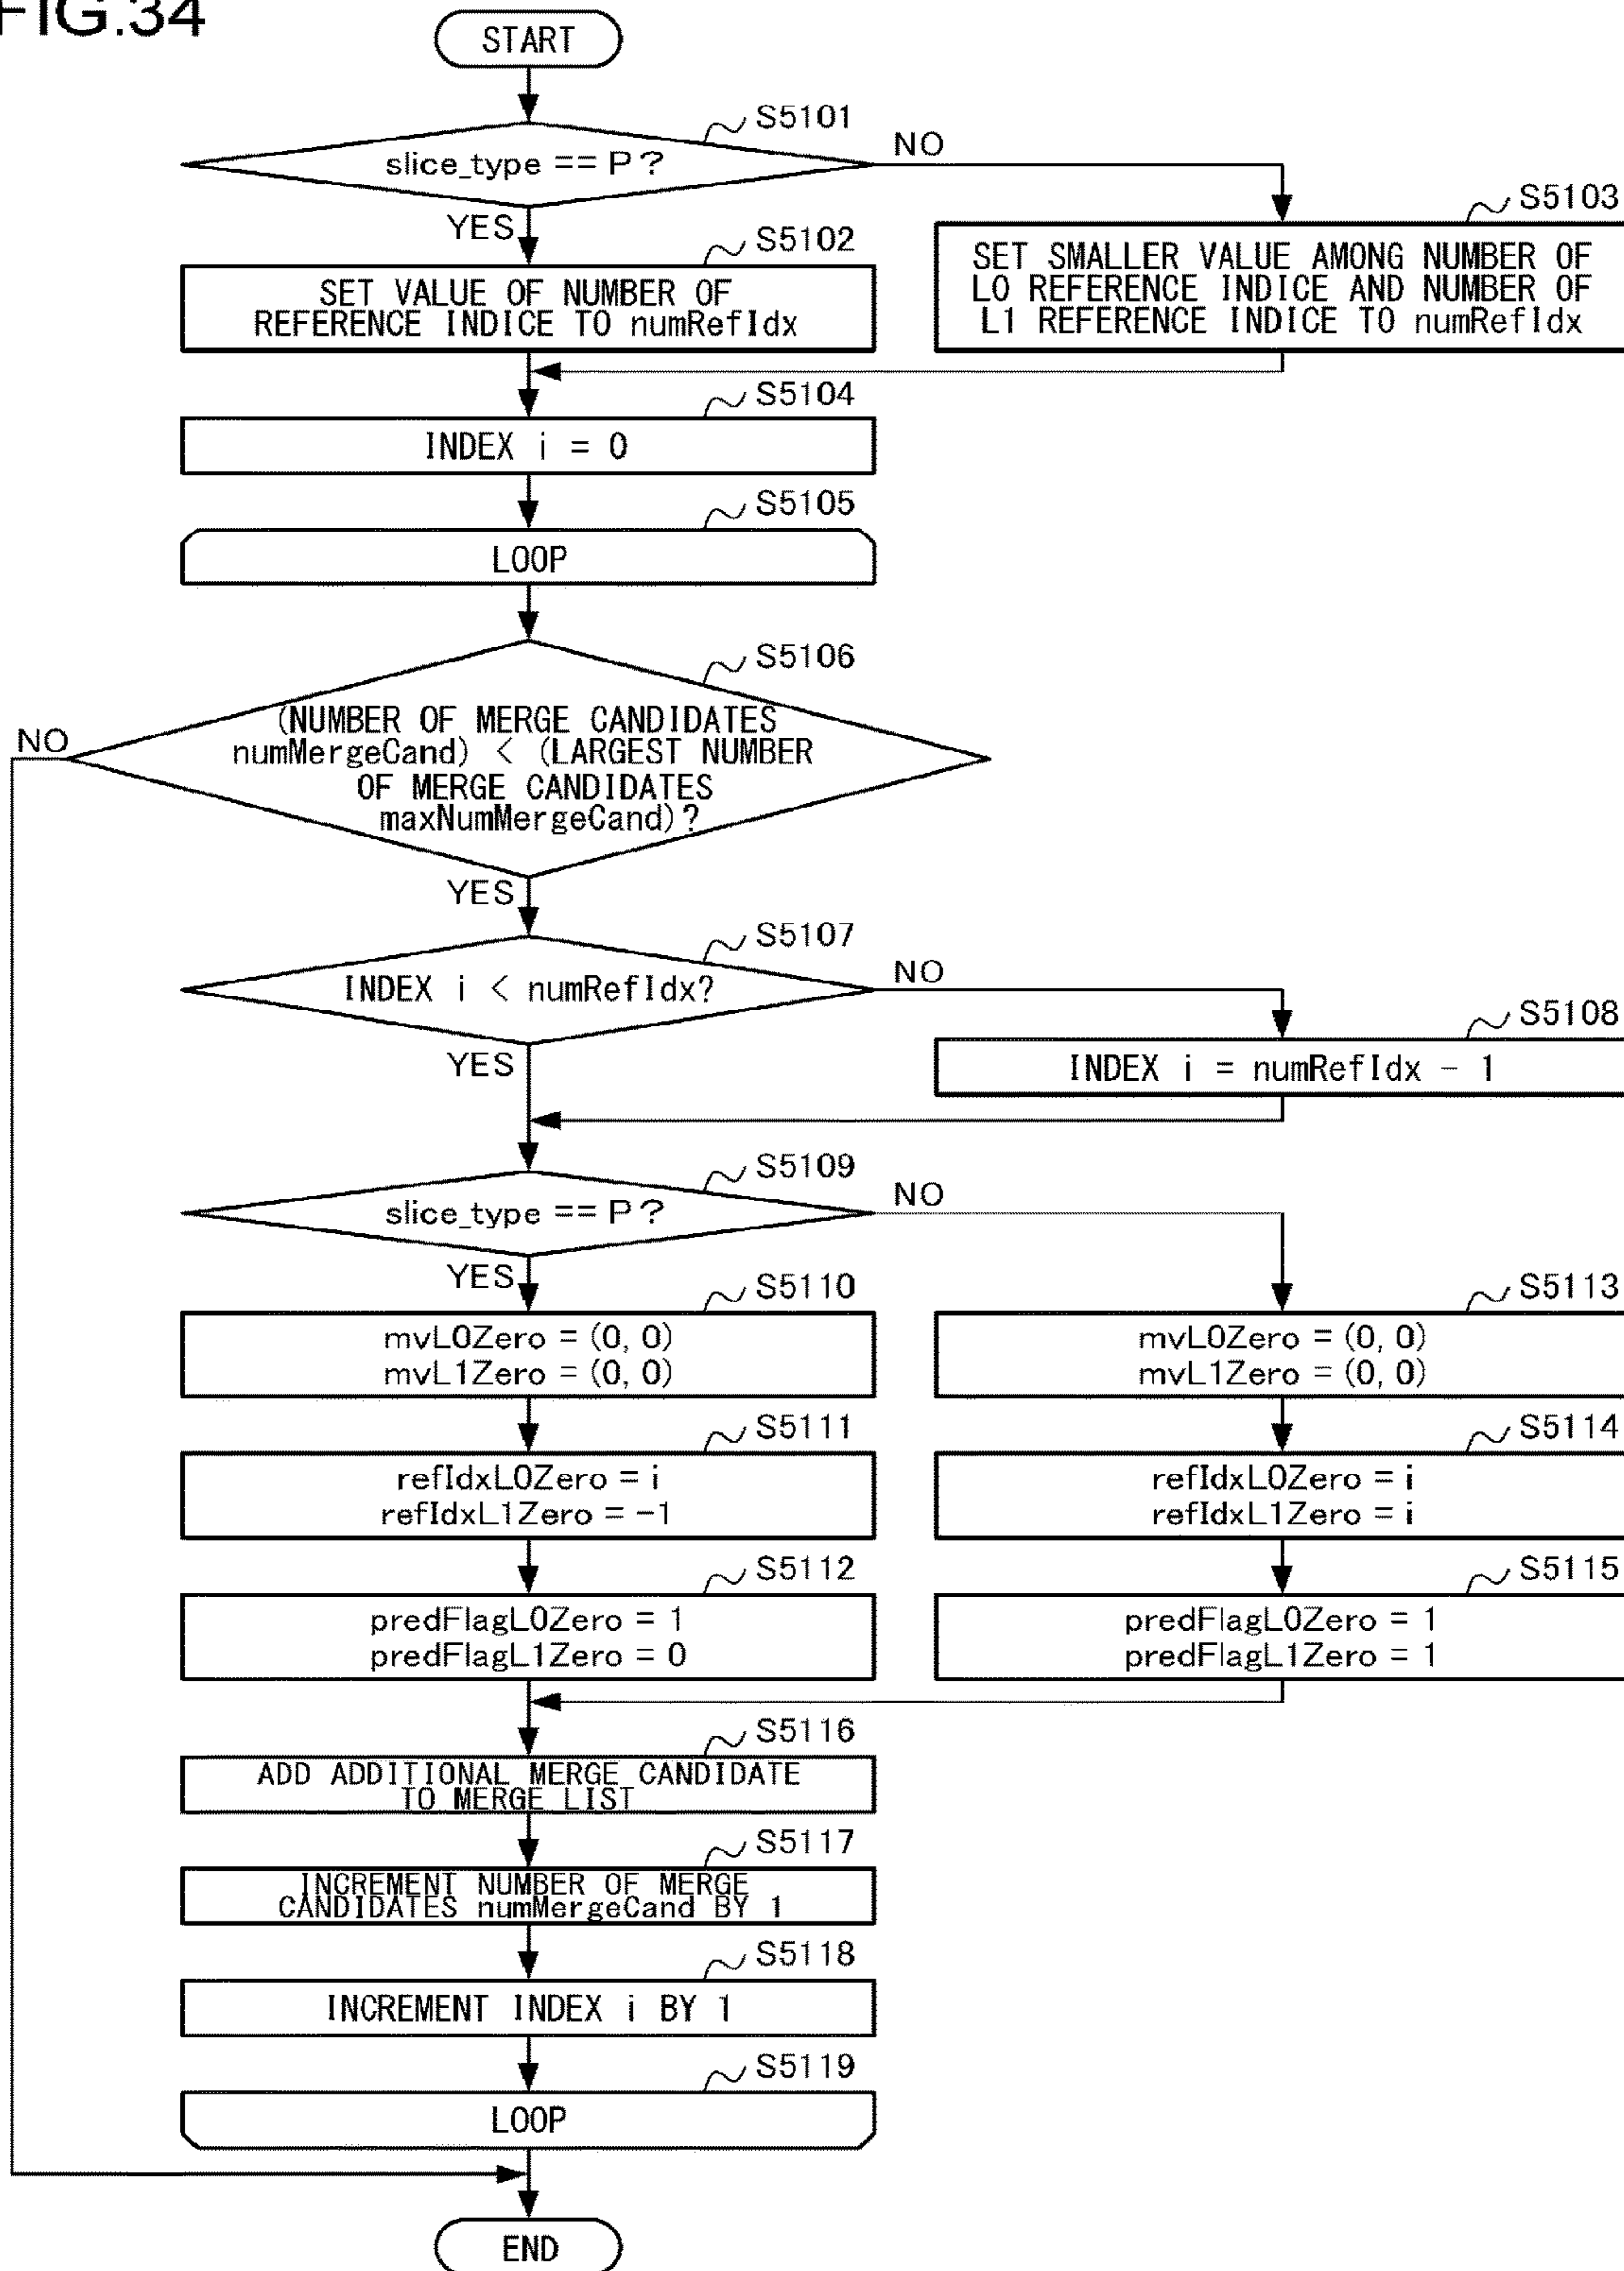 FIG.34
START
S5101
slice_type == P?
NO
YES
S5102
SET VALUE OF NUMBER OF
REFERENCE INDICE TO numRefIdx
S5103
SET SMALLER VALUE AMONG NUMBER OF
L0 REFERENCE INDICE AND NUMBER OF
L1 REFERENCE INDICE TO numRefIdx
S5104
INDEX i = 0
S5105
LOOP
S5106
(NUMBER OF MERGE CANDIDATES
numMergeCand) < (LARGEST NUMBER
OF MERGE CANDIDATES
maxNumMergeCand)?
NO
YES
S5107
INDEX i < numRefIdx?
NO
YES
S5108
INDEX i = numRefIdx - 1
S5109
slice_type == P?
NO
YES
S5110
mvL0Zero = (0, 0)
mvL1Zero = (0, 0)
S5113
mvL0Zero = (0, 0)
mvL1Zero = (0, 0)
S5111
refIdxL0Zero = i
refIdxL1Zero = -1
S5114
refIdxL0Zero = i
refIdxL1Zero = i
S5112
predFlagL0Zero = 1
predFlagL1Zero = 0
S5115
predFlagL0Zero = 1
predFlagL1Zero = 1
S5116
ADD ADDITIONAL MERGE CANDIDATE
TO MERGE LIST
S5117
INCREMENT NUMBER OF MERGE
CANDIDATES numMergeCand BY 1
S5118
INCREMENT INDEX i BY 1
S5119
LOOP
END